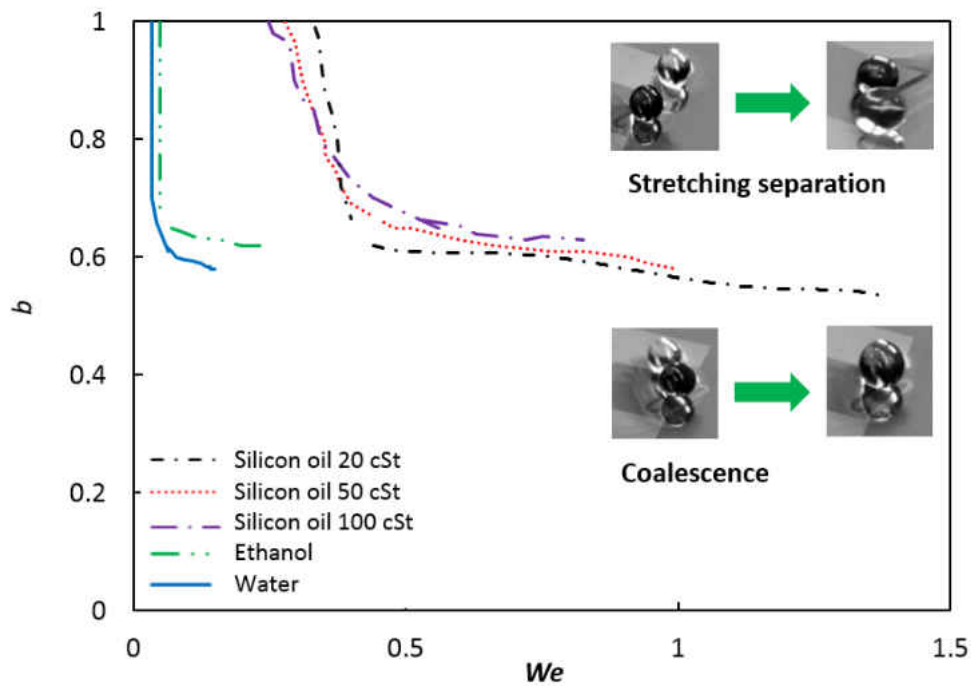 1
0.8
0.6
0.4
0.2
0
b
Stretching separation
Coalescence
Silicon oil 20 cSt
Silicon oil 50 cSt
Silicon oil 100 cSt
Ethanol
Water
0
0.5
1
1.5
We